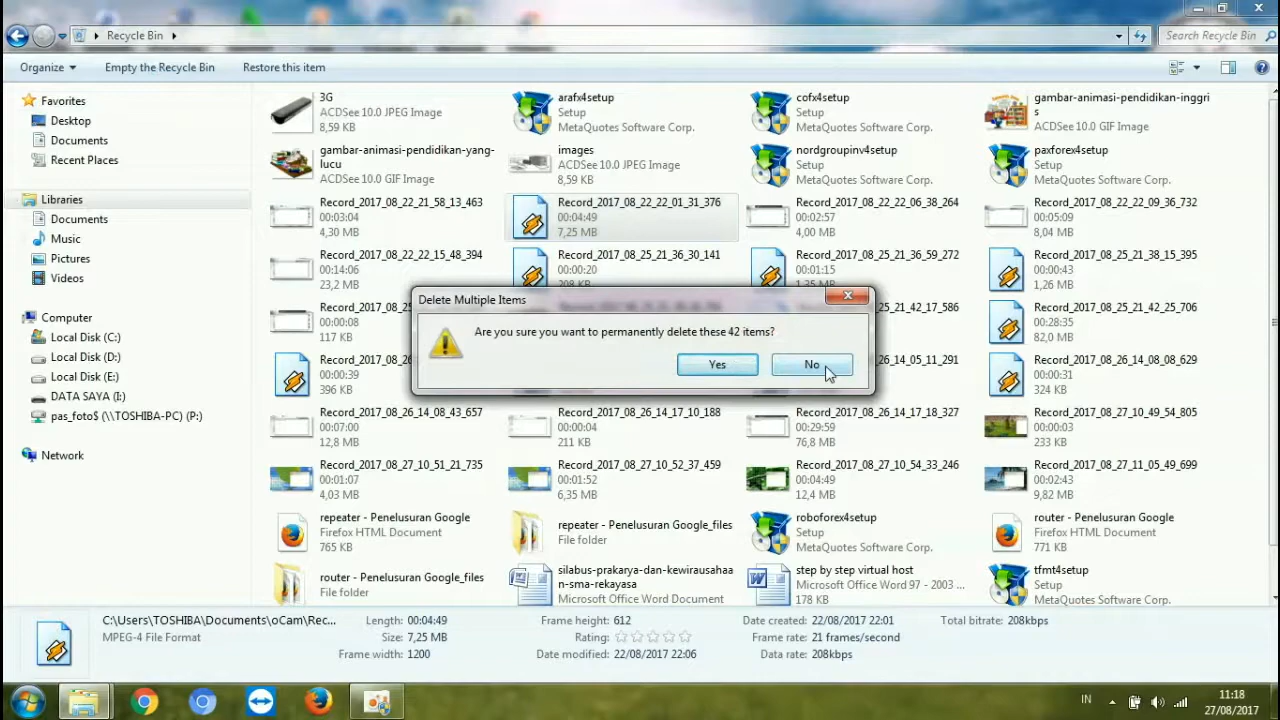 Recycle Bin
Search Recycle Bin
Organize
Empty the Recycle Bin
Restore this item
Favorites
Desktop
Documents
Recent Places
Libraries
Documents
Music
Pictures
Videos
Computer
Local Disk (C:)
Local Disk (D:)
Local Disk (E:)
DATA SAYA (I:)
pas_foto$ (\\TOSHIBA-PC) (P:)
Network
3G
ACDSee 10.0 JPEG Image
8,59 KB
arafx4setup
Setup
MetaQuotes Software Corp.
cofx4setup
Setup
MetaQuotes Software Corp.
gambar-animasi-pendidikan-inggri
s
ACDSee 10.0 GIF Image
gambar-animasi-pendidikan-yang-
lucu
ACDSee 10.0 GIF Image
images
ACDSee 10.0 JPEG Image
8,59 KB
nordgroupinv4setup
Setup
MetaQuotes Software Corp.
paxforex4setup
Setup
MetaQuotes Software Corp.
Record_2017_08_22_21_58_13_463
00:03:04
4,30 MB
Record_2017_08_22_22_01_31_376
00:04:49
7,25 MB
Record_2017_08_22_22_06_38_264
00:02:57
4,00 MB
Record_2017_08_22_22_09_36_732
00:05:09
8,04 MB
Record_2017_08_22_22_15_48_394
00:14:06
23,2 MB
Record_2017_08_25_21_36_30_141
00:00:20
208 KB
Record_2017_08_25_21_36_59_272
00:01:15
1,35 MB
Record_2017_08_25_21_38_15_395
00:00:43
1,26 MB
Record_2017_08_25
00:00:08
117 KB
_25_21_42_17_586
Record_2017_08_25_21_42_25_706
00:28:35
82,0 MB
Delete Multiple Items
Are you sure you want to permanently delete these 42 items?
Yes
No
Record_2017_08_26
00:00:39
396 KB
_26_14_05_11_291
Record_2017_08_26_14_08_08_629
00:00:31
324 KB
Record_2017_08_26_14_08_43_657
00:07:00
12,8 MB
Record_2017_08_26_14_17_10_188
00:00:04
211 KB
Record_2017_08_26_14_17_18_327
00:29:59
76,8 MB
Record_2017_08_27_10_49_54_805
00:00:03
233 KB
Record_2017_08_27_10_51_21_735
00:01:07
4,03 MB
Record_2017_08_27_10_52_37_459
00:01:52
6,35 MB
Record_2017_08_27_10_54_33_246
00:04:49
12,4 MB
Record_2017_08_27_11_05_49_699
00:02:43
9,82 MB
repeater - Penelusuran Google
Firefox HTML Document
765 KB
repeater - Penelusuran Google_files
File folder
roboforex4setup
Setup
MetaQuotes Software Corp.
router - Penelusuran Google
Firefox HTML Document
771 KB
router - Penelusuran Google_files
File folder
silabus-prakarya-dan-kewirausahaa
n-sma-rekayasa
Microsoft Office Word Document
step by step virtual host
Microsoft Office Word 97 - 2003 ...
178 KB
tfmt4setup
Setup
MetaQuotes Software Corp.
C:\Users\TOSHIBA\Documents\oCam\Rec...
MPEG-4 File Format
Length: 00:04:49
Size: 7,25 MB
Frame width: 1200
Frame height: 612
Rating:
Date modified: 22/08/2017 22:06
Date created: 22/08/2017 22:01
Frame rate: 21 frames/second
Data rate: 208kbps
Total bitrate: 208kbps
IN
11:18
27/08/2017